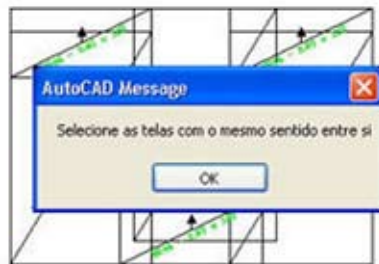 AutoCAD Message
Selecione as telas com o mesmo sentido entre si
OK